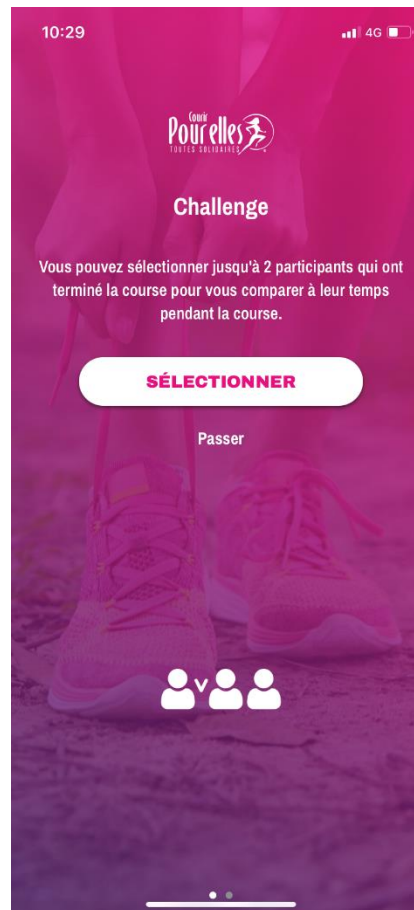 10:29
4G
Courir
Pour elles
TOUTES SOLIDAIRES
Challenge
Vous pouvez sélectionner jusqu'à 2 participants qui ont
terminé la course pour vous comparer à leur temps
pendant la course.
SÉLECTIONNER
Passer